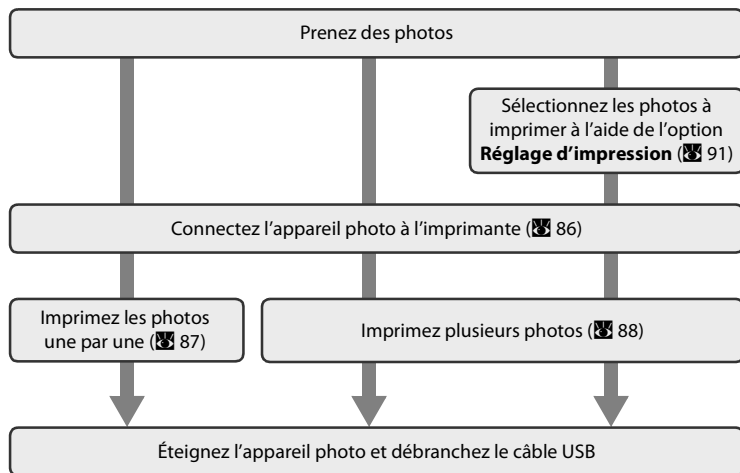 Prenez des photos
Sélectionnez les photos à
imprimer à l'aide de l'option
Réglage d'impression ( 91)
Connectez l'appareil photo à l'imprimante ( 86)
Imprimez les photos
une par une ( 87)
Imprimez plusieurs photos ( 88)
Éteignez l'appareil photo et débranchez le câble USB